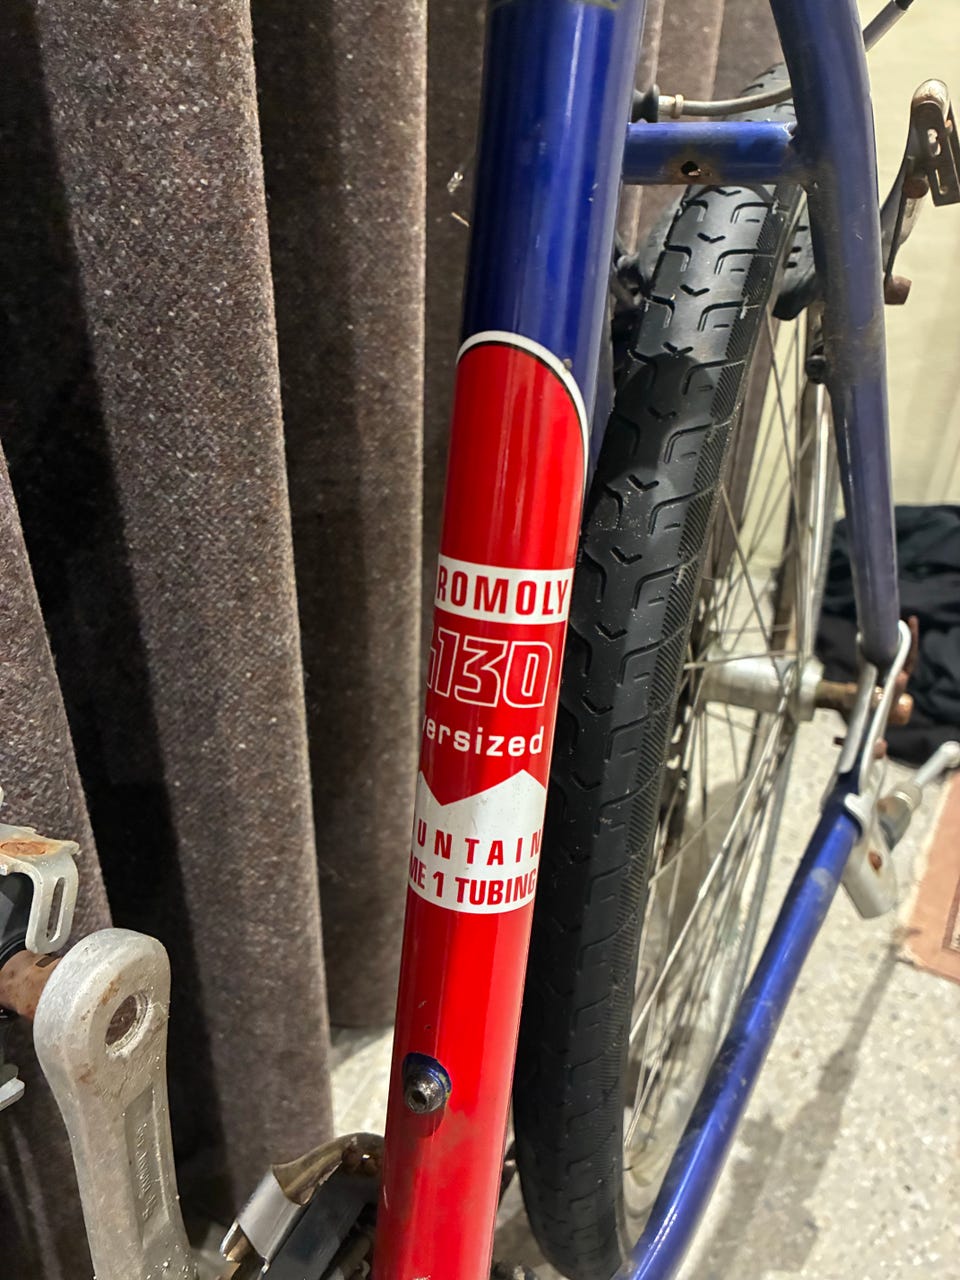 ROMOLY
130
ersized
UNTAIN
ME 1 TUBING